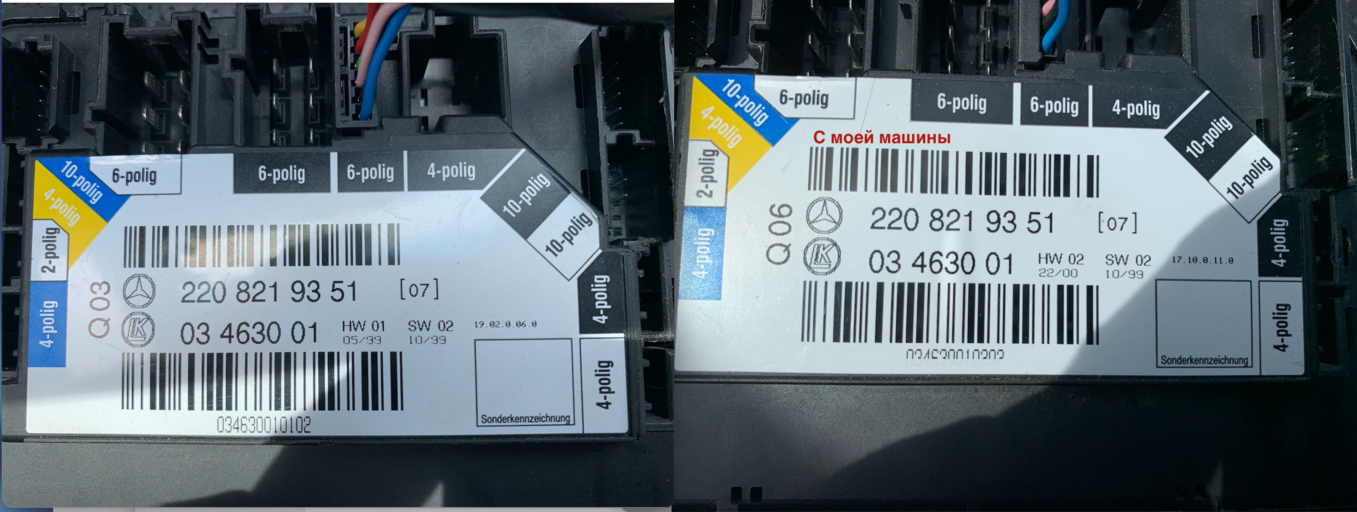 10-polig
4-polig
2-polig
4-polig
6-polig
6-polig
6-polig
4-polig
10-polig
10-polig
4-polig
4-polig
Q 03
220 821 93 51 [07]
03 4630 01
HW 01 SW 02 19.02.0.06.0
05/99 10/99
034630010102
Sonderkennzeichnung
10-polig
4-polig
2-polig
4-polig
6-polig
6-polig
6-polig
4-polig
10-polig
10-polig
4-polig
4-polig
С моей машины
Q 06
220 821 93 51 [07]
03 4630 01
HW 02 SW 02 17.10.0.11.0
22/00 10/99
Sonderkennzeichnung